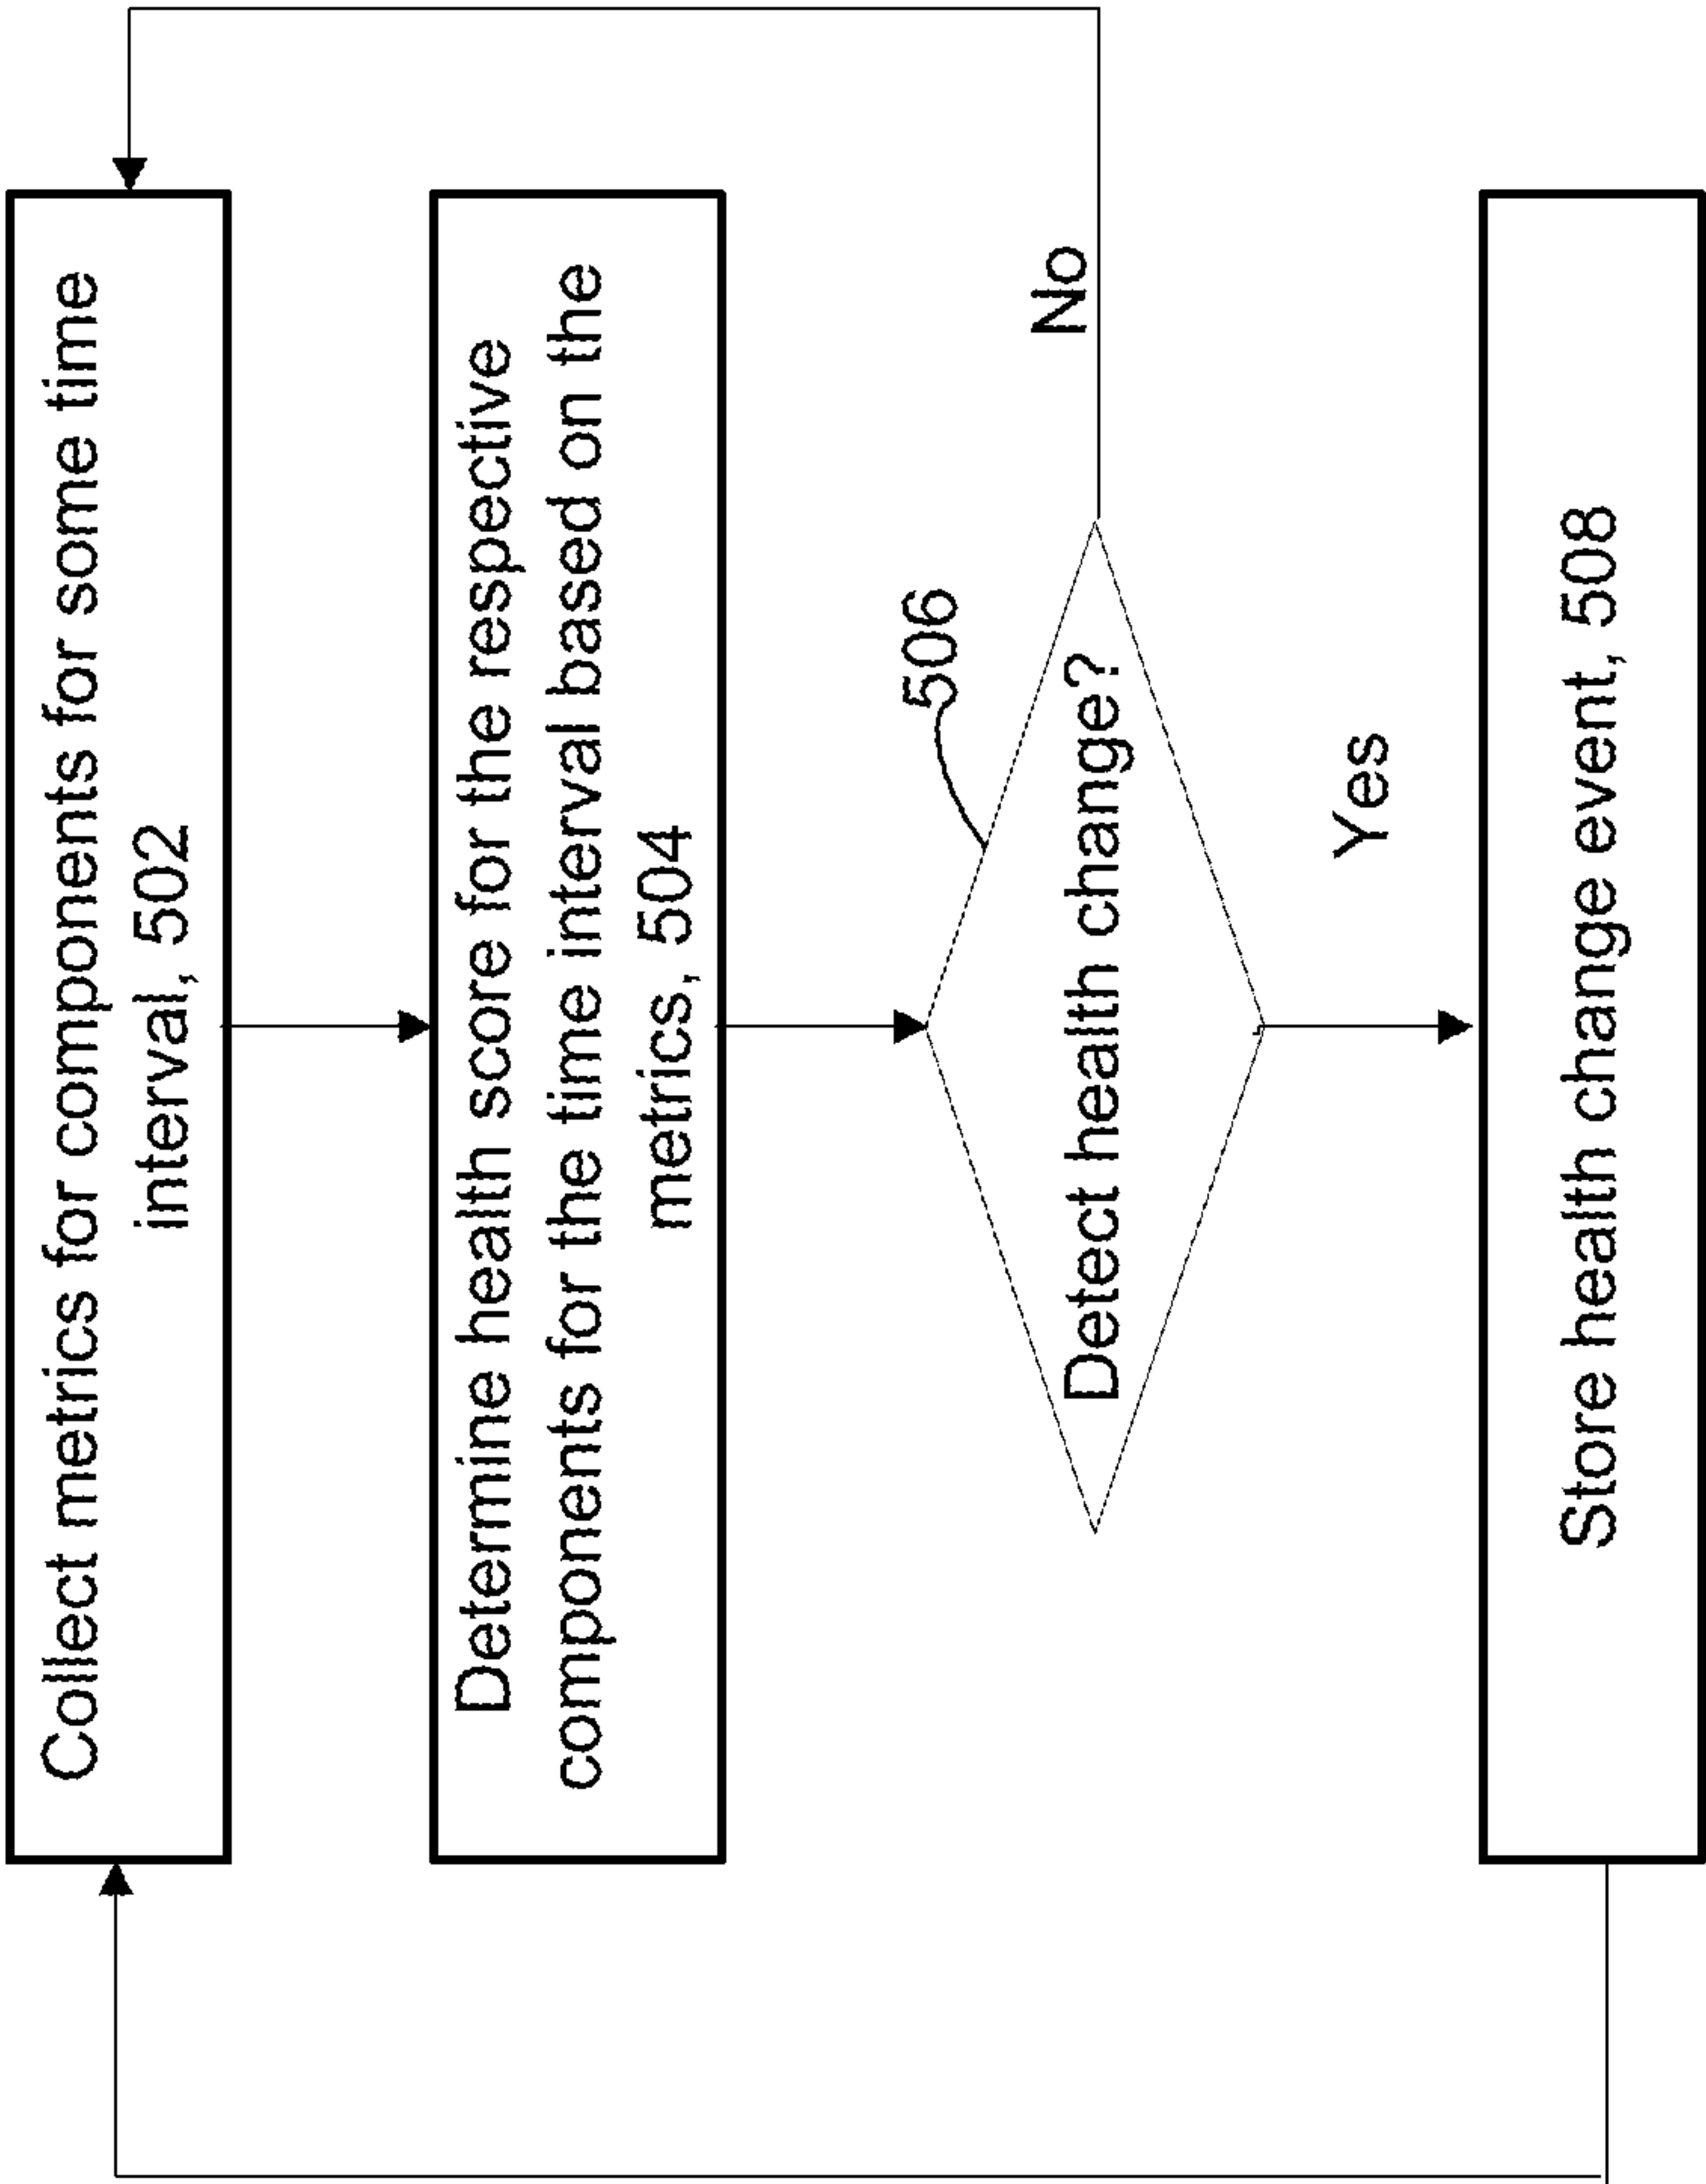 Collect metrics for components for some time
interval, 502
Determine health score for the respective
components for the time interval based on the
metrics, 504
506
Detect health change?
No
Yes
Store health change event, 508